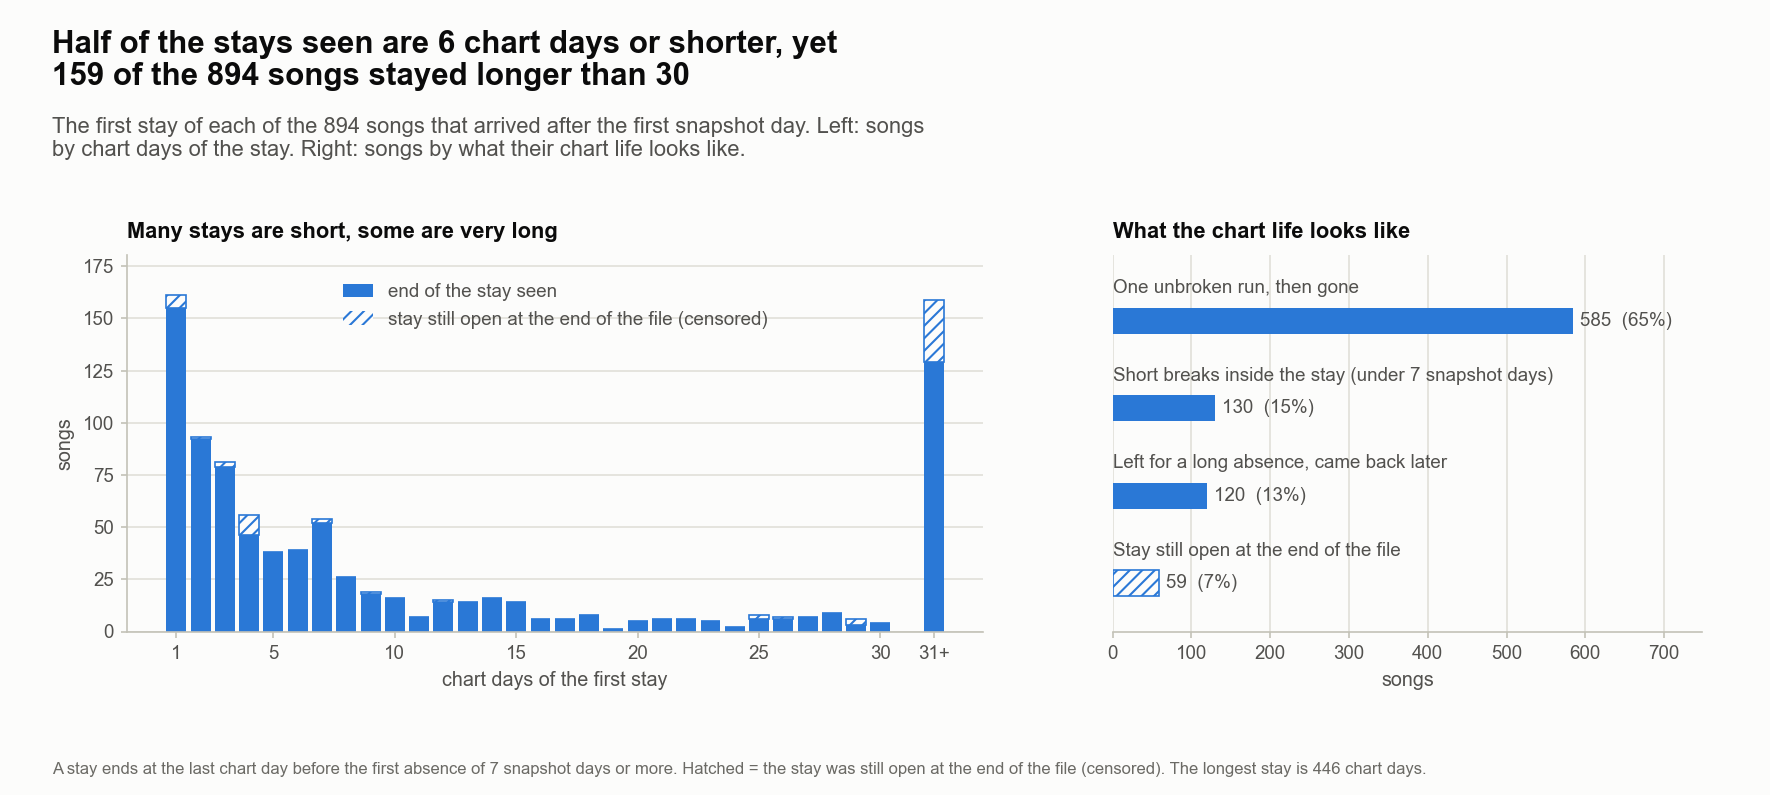 Half of the stays seen are 6 chart days or shorter, yet
159 of the 894 songs stayed longer than 30
The first stay of each of the 894 songs that arrived after the first snapshot day. Left: songs
by chart days of the stay. Right: songs by what their chart life looks like.
Many stays are short, some are very long
175
150
125
100
75
50
25
0
songs
end of the stay seen
stay still open at the end of the file (censored)
1
5
10
15
20
25
30
31+
chart days of the first stay
What the chart life looks like
One unbroken run, then gone
585 (65%)
Short breaks inside the stay (under 7 snapshot days)
130 (15%)
Left for a long absence, came back later
120 (13%)
Stay still open at the end of the file
59 (7%)
0
100
200
300
400
500
600
700
songs
A stay ends at the last chart day before the first absence of 7 snapshot days or more. Hatched = the stay was still open at the end of the file (censored). The longest stay is 446 chart days.